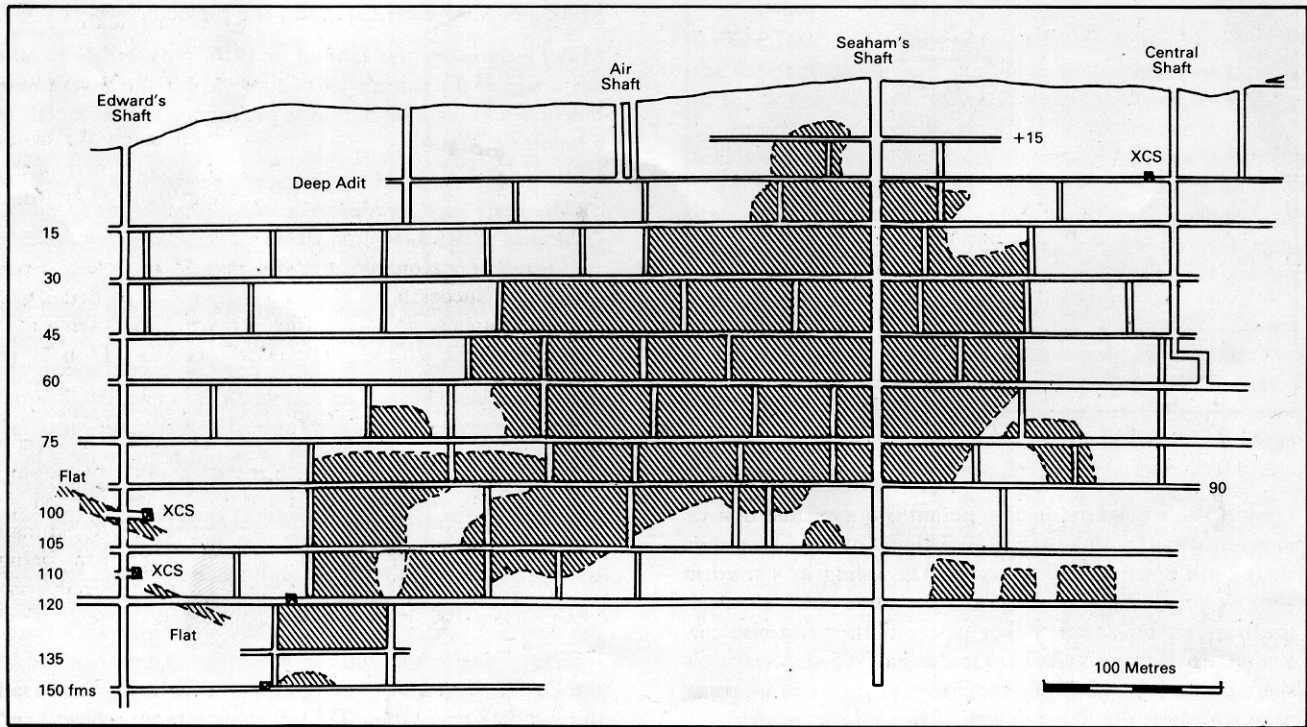 Seaham's
Shaft
Central
Shaft
Air
Shaft
Edward's
Shaft
+15
XCS
Deep Adit
15
30
45
60
75
Flat
90
XCS
100
105
XCS
110
120
Flat
135
100 Metres
150 fms